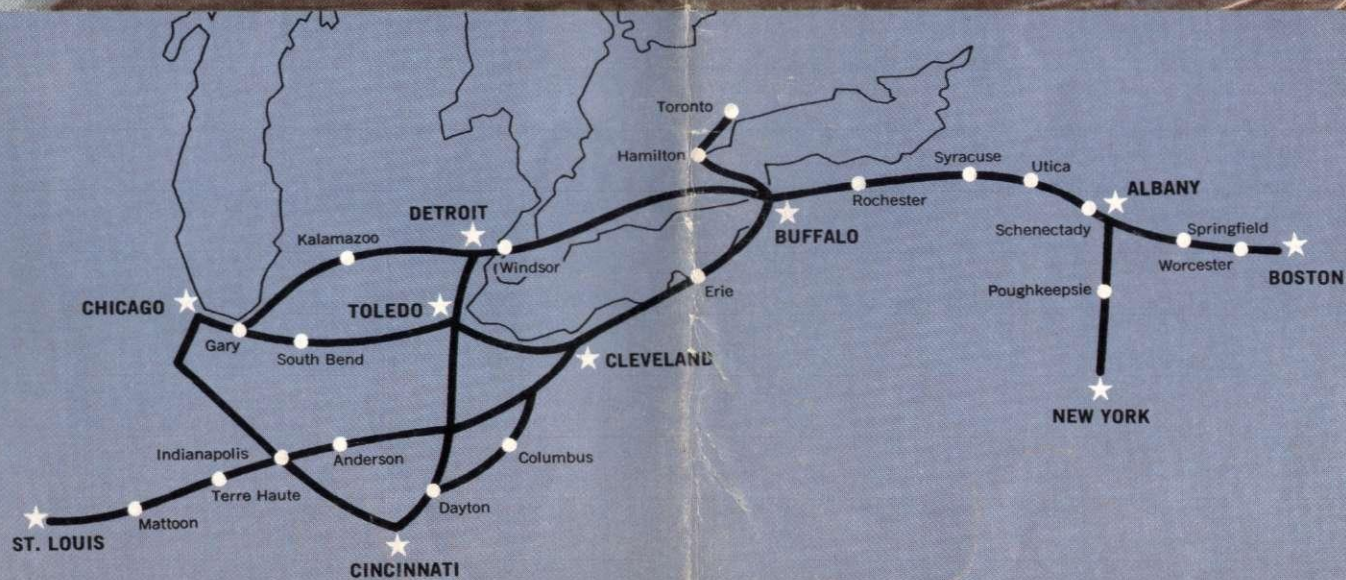 Toronto
Hamilton
Syracuse
Utica
ALBANY
Rochester
DETROIT
Kalamazoo
(Windsor
BUFFALO
Schenectady
Springfield
Worcester
BOSTON
CHICAGO
TOLEDO
Erie
Poughkeepsie
Gary
South Bend
CLEVELAND
NEW YORK
Indianapolis
Anderson
Columbus
Terre Haute
Dayton
Mattoon
ST. LOUIS
CINCINNATI